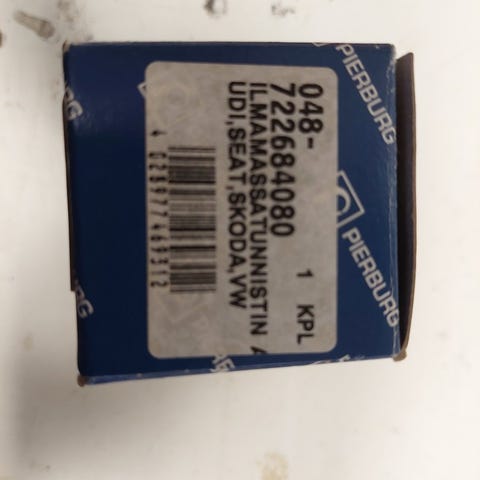 048-
722684080
1 KPL
ILMAMASSATUNNISTIN A
UDI,SEAT,SKODA,VW
4 028977 469312
PIERBURG
PIERBURG